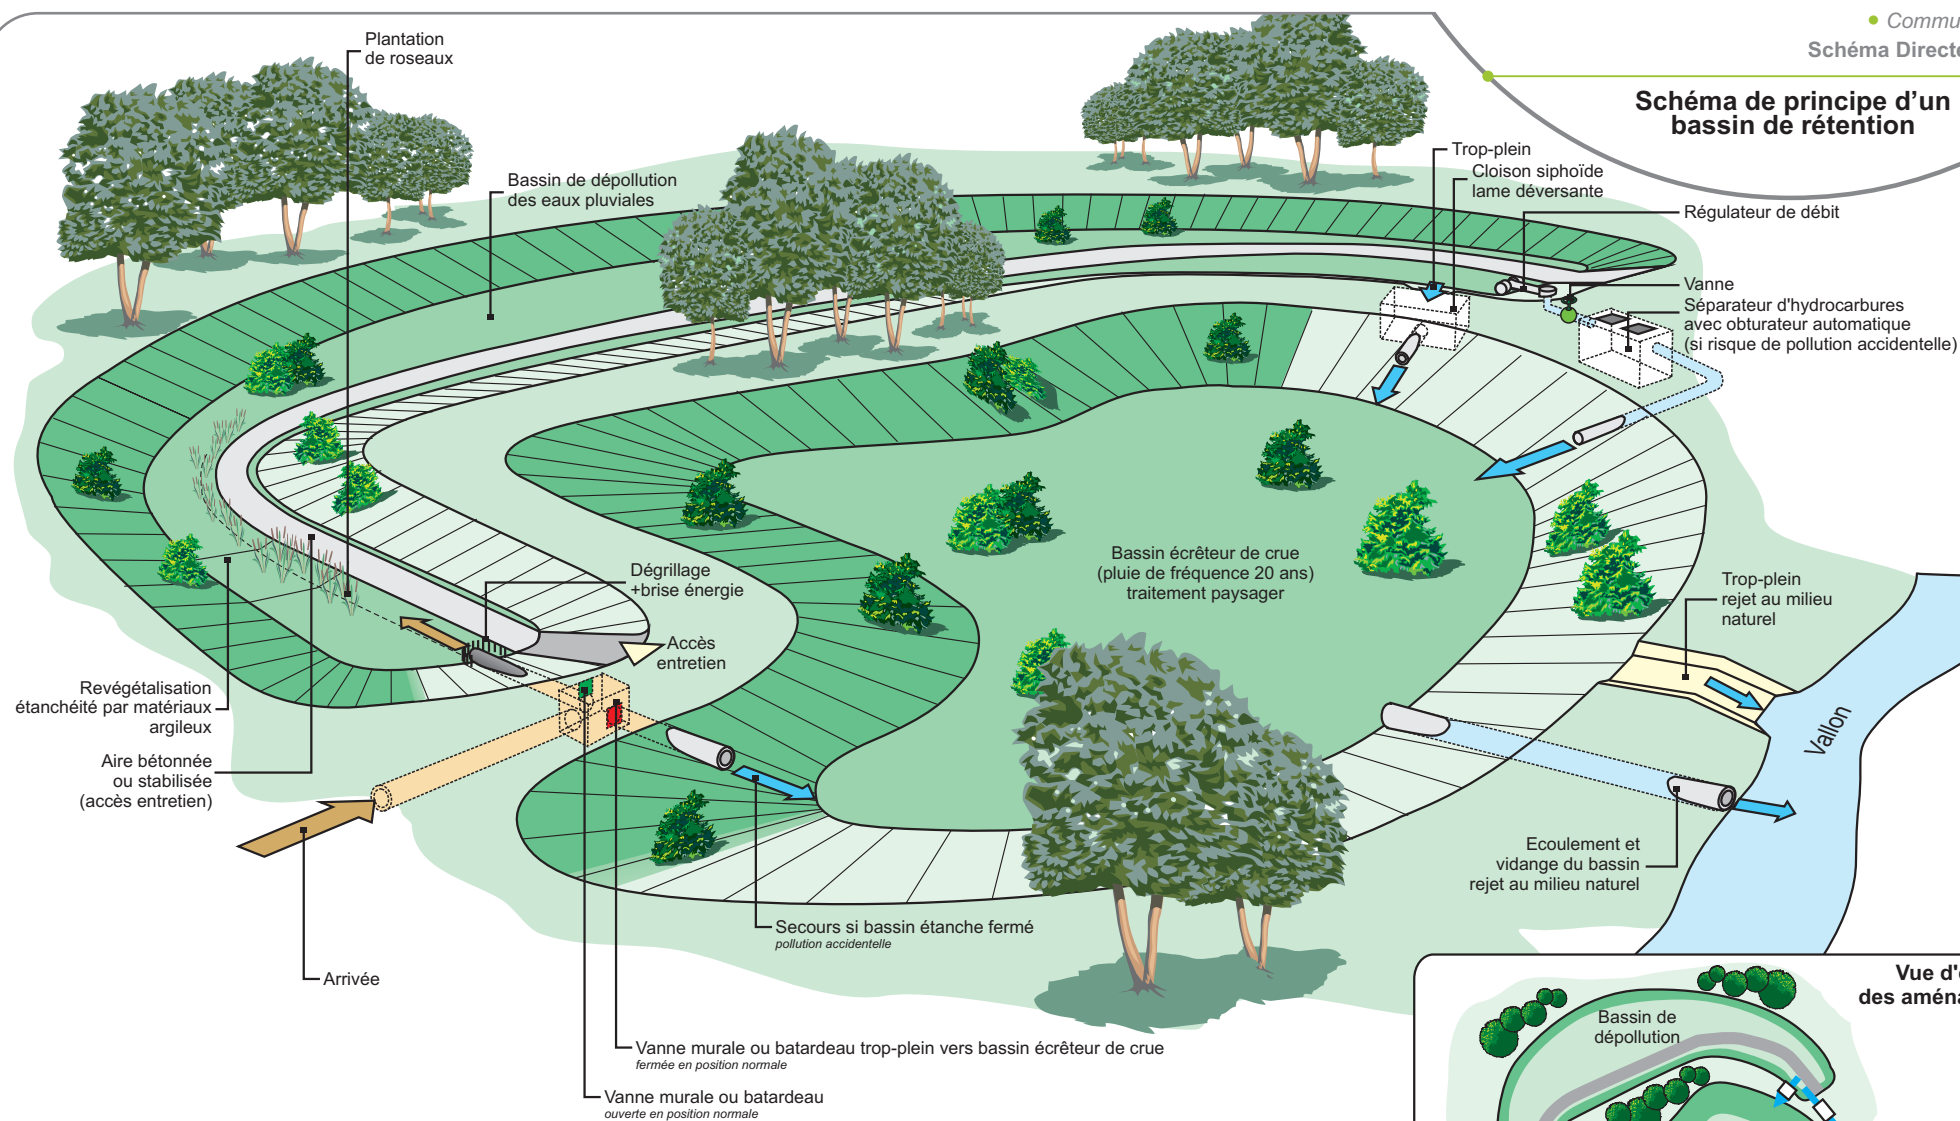 • Commu
Schéma Directe
Schéma de principe d'un
bassin de rétention
Plantation
de roseaux
Bassin de dépollution
des eaux pluviales
Trop-plein
Cloison siphoïde
lame déversante
Régulateur de débit
Vanne
Séparateur d'hydrocarbures
avec obturateur automatique
(si risque de pollution accidentelle)
Dégrillage
+brise énergie
Accès
entretien
Bassin écrêteur de crue
(pluie de fréquence 20 ans)
traitement paysager
Trop-plein
rejet au milieu
naturel
Vallon
Revégétalisation
étanchéité par matériaux
argileux
Aire bétonnée
ou stabilisée
(accès entretien)
Ecoulement et
vidange du bassin
rejet au milieu naturel
Secours si bassin étanche fermé
pollution accidentelle
Arrivée
Vanne murale ou batardeau trop-plein vers bassin écrêteur de crue
fermée en position normale
Vanne murale ou batardeau
ouverte en position normale
Vue d'
des aména
Bassin de
dépollution